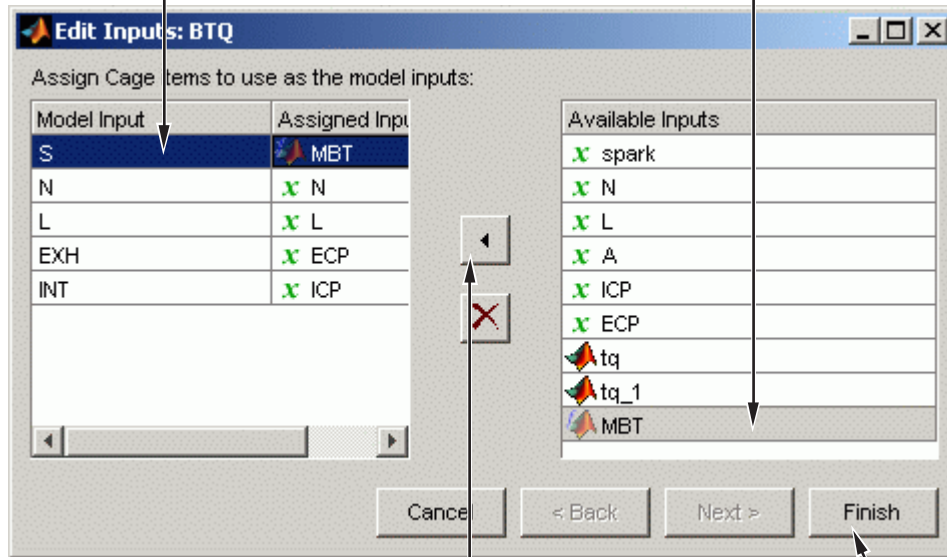 Edit Inputs: BTQ
Assign Cage items to use as the model inputs:
Model Input Assigned Inpu
S MBT
N N
L L
EXH ECP
INT ICP
Available Inputs
spark
N
L
A
ICP
ECP
tq
tq_1
MBT
Cancel < Back Next > Finish